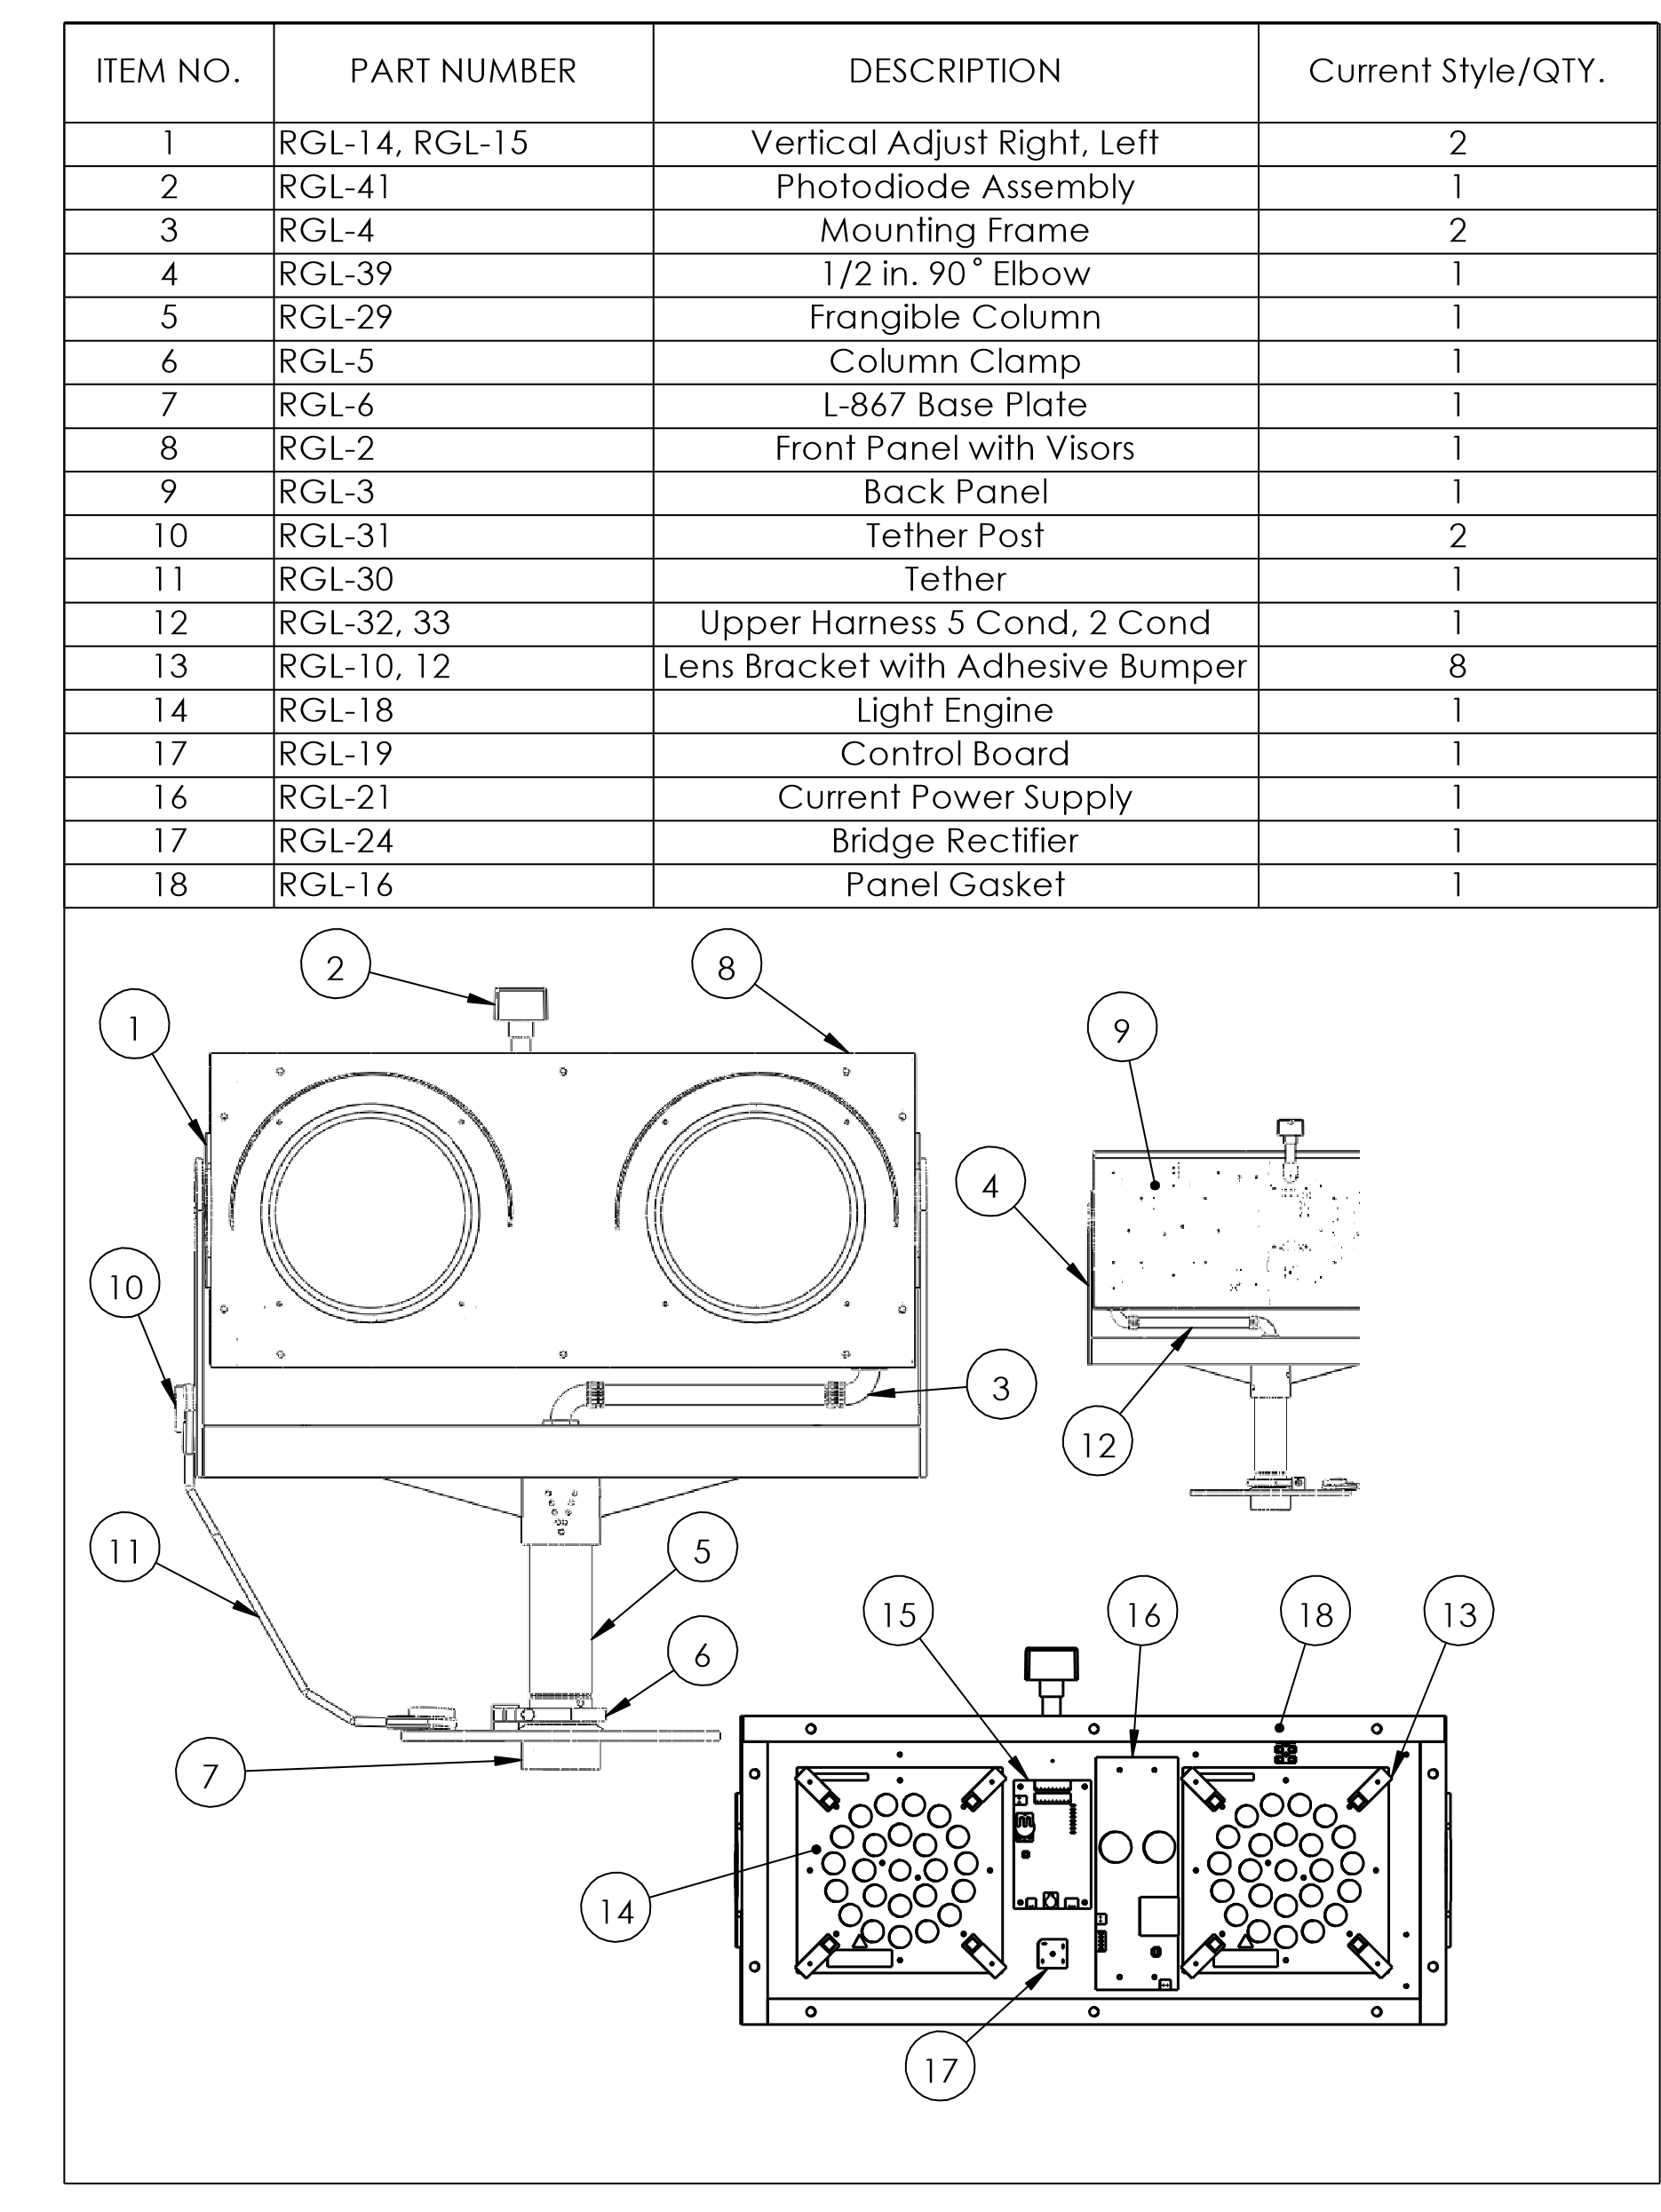 ITEM NO. PART NUMBER DESCRIPTION Current Style/QTY.
1 RGL-14, RGL-15 Vertical Adjust Right, Left 2
2 RGL-41 Photodiode Assembly 1
3 RGL-4 Mounting Frame 2
4 RGL-39 1/2 in. 90° Elbow 1
5 RGL-29 Frangible Column 1
6 RGL-5 Column Clamp 1
7 RGL-6 L-867 Base Plate 1
8 RGL-2 Front Panel with Visors 1
9 RGL-3 Back Panel 1
10 RGL-31 Tether Post 2
11 RGL-30 Tether 1
12 RGL-32, 33 Upper Harness 5 Cond, 2 Cond 1
13 RGL-10, 12 Lens Bracket with Adhesive Bumper 8
14 RGL-18 Light Engine 1
17 RGL-19 Control Board 1
16 RGL-21 Current Power Supply 1
17 RGL-24 Bridge Rectifier 1
18 RGL-16 Panel Gasket 1
2
8
1
9
4
10
3
12
11
5
15
16
18
13
6
7
14
17